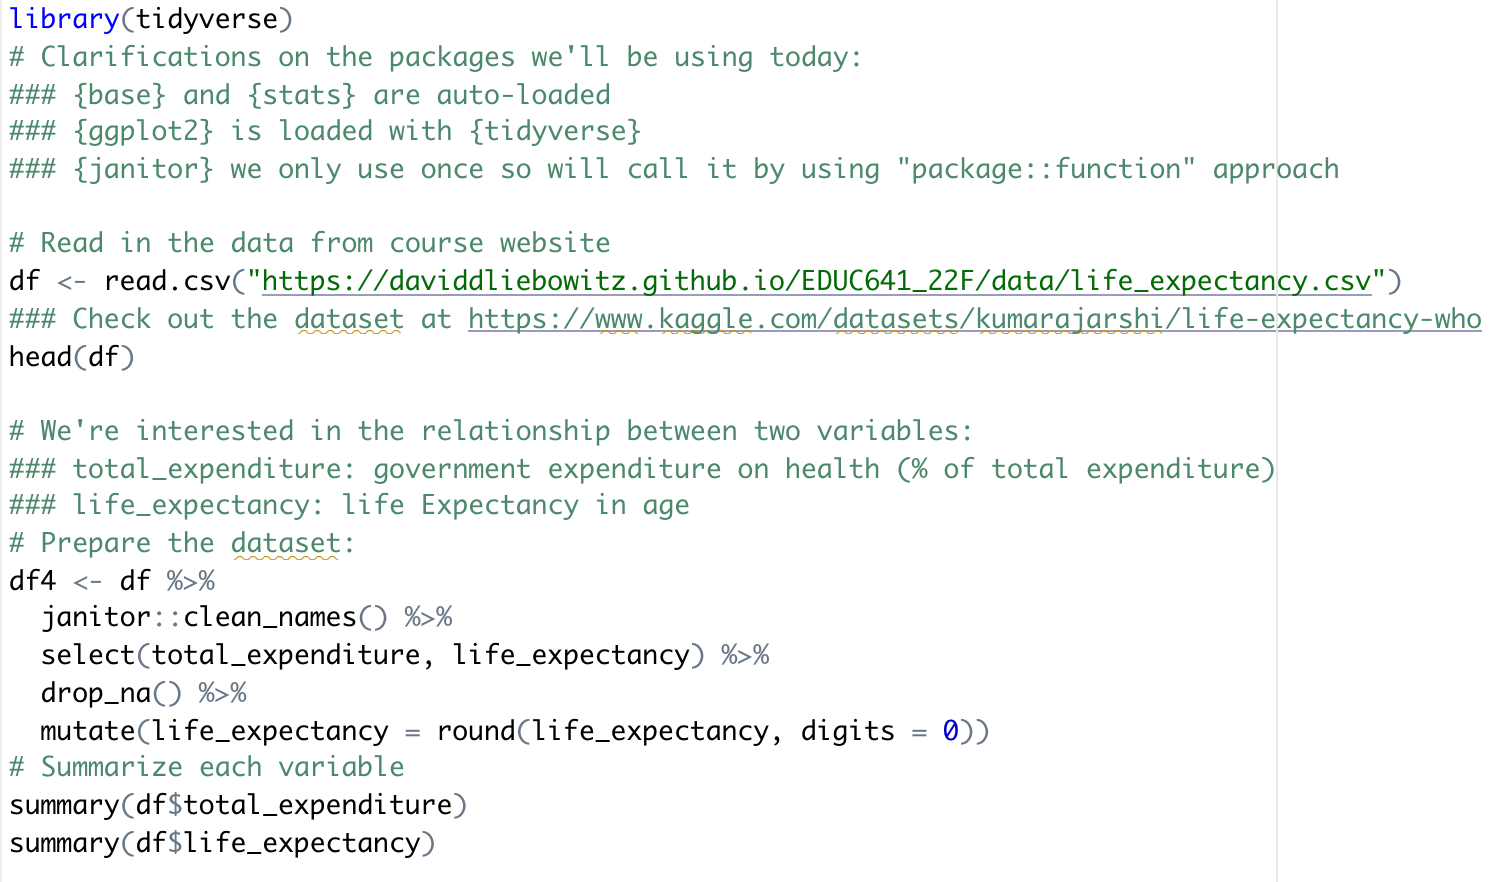 library(tidyverse)
# Clarifications on the packages we'll be using today:
### {base} and {stats} are auto-loaded
### {ggplot2} is loaded with {tidyverse}
### {janitor} we only use once so will call it by using "package::function" approach

# Read in the data from course website
df <- read.csv("https://daviddliebowitz.github.io/EDUC641_22F/data/life_expectancy.csv")
### Check out the dataset at https://www.kaggle.com/datasets/kumarajarshi/life-expectancy-who
head(df)

# We're interested in the relationship between two variables:
### total_expenditure: government expenditure on health (% of total expenditure)
### life_expectancy: life Expectancy in age
# Prepare the dataset:
df4 <- df %>%
  janitor::clean_names() %>%
  select(total_expenditure, life_expectancy) %>%
  drop_na() %>%
  mutate(life_expectancy = round(life_expectancy, digits = 0))
# Summarize each variable
summary(df$total_expenditure)
summary(df$life_expectancy)